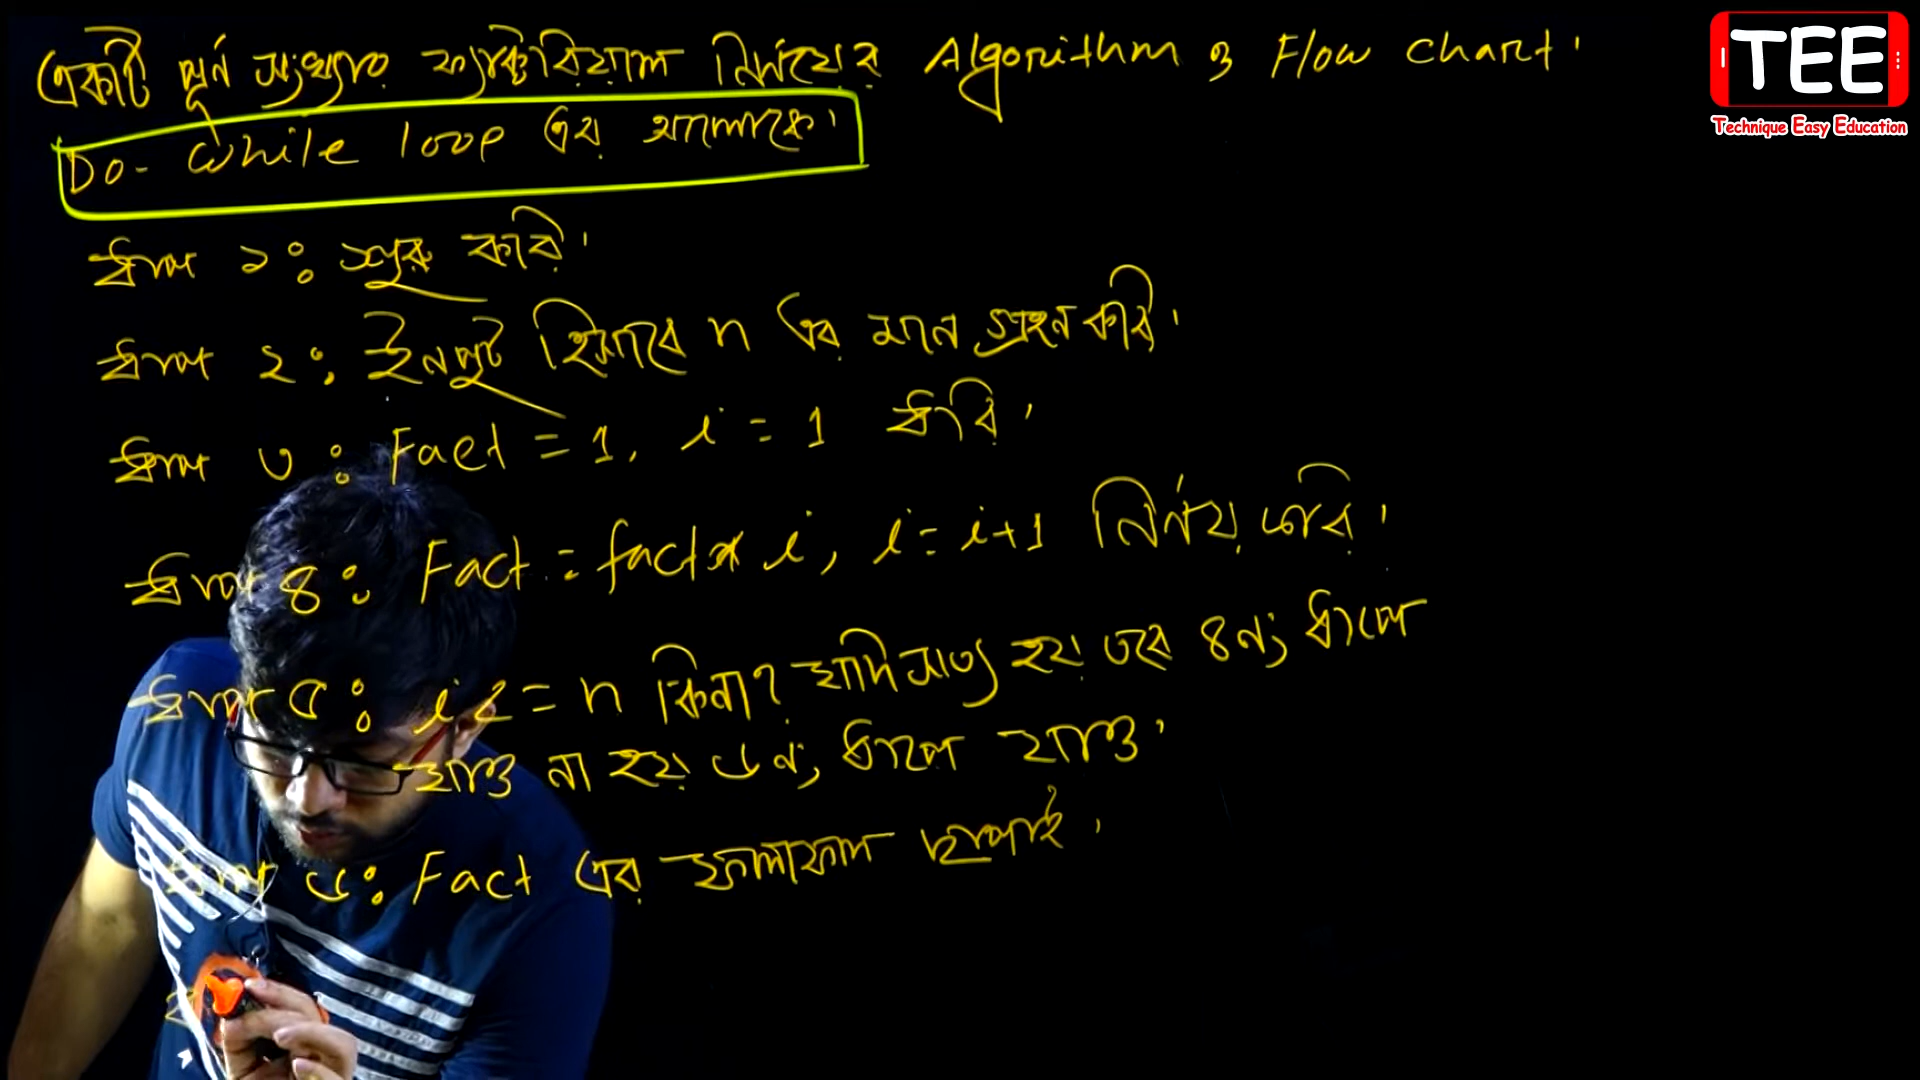 একটি পূর্ন সংখ্যার ফ্যাক্টরিয়াল নির্ণয়ের Algorithm ও Flow chart।
Do- While loop এর আলোকে।
ধাপ ১ঃ শুরু করি।
ধাপ ২ঃ ইনপুট হিসাবে n এর মান গ্রহন করি।
ধাপ ৩ঃ Fact = 1, i = 1 ধরি।
ধাপ ৪ঃ Fact = fact * i, i = i+1 নির্ণয় করি।
ধাপ ৫ঃ i <= n কিনা? যদি সত্য হয় তবে ৪নং ধাপে
যাও না হয় ৬নং ধাপে যাও।
ধাপ ৬ঃ Fact এর ফলাফল ছাপাই।
TEE
Technique Easy Education